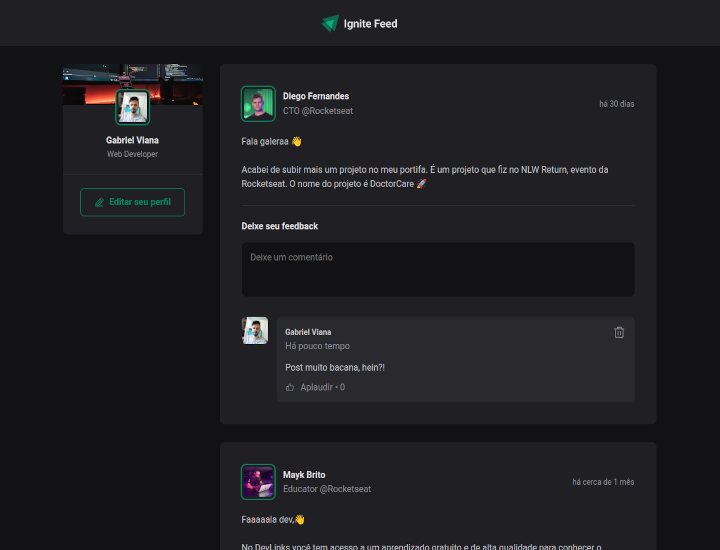 Ignite Feed
Gabriel Viana
Web Developer
Editar seu perfil
Diego Fernandes
CTO @Rocketseat
há 30 dias
Fala galeraa 👋
Acabei de subir mais um projeto no meu portifa. É um projeto que fiz no NLW Return, evento da
Rocketseat. O nome do projeto é DoctorCare 🚀
Deixe seu feedback
Deixe um comentário
Gabriel Viana
Há pouco tempo
Post muito bacana, hein?!
Aplaudir • 0
Mayk Brito
Educator @Rocketseat
há cerca de 1 mês
Faaaaala dev,👋
No DevLinks você tem acesso a um aprendizado gratuito e de alta qualidade para conhecer o